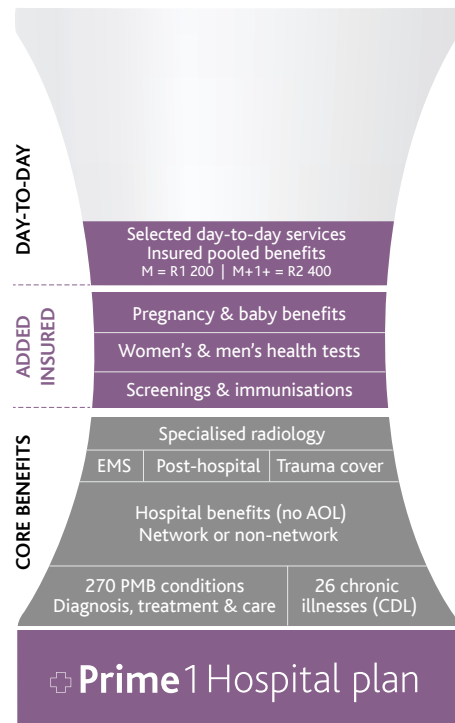 DAY-TO-DAY
Selected day-to-day services
Insured pooled benefits
M = R1 200 | M+1+ = R2 400
ADDED
INSURED
Pregnancy & baby benefits
Women's & men's health tests
Screenings & immunisations
CORE BENEFITS
Specialised radiology
EMS
Post-hospital
Trauma cover
Hospital benefits (no AOL)
Network or non-network
270 PMB conditions
Diagnosis, treatment & care
26 chronic
illnesses (CDL)
Prime1 Hospital plan